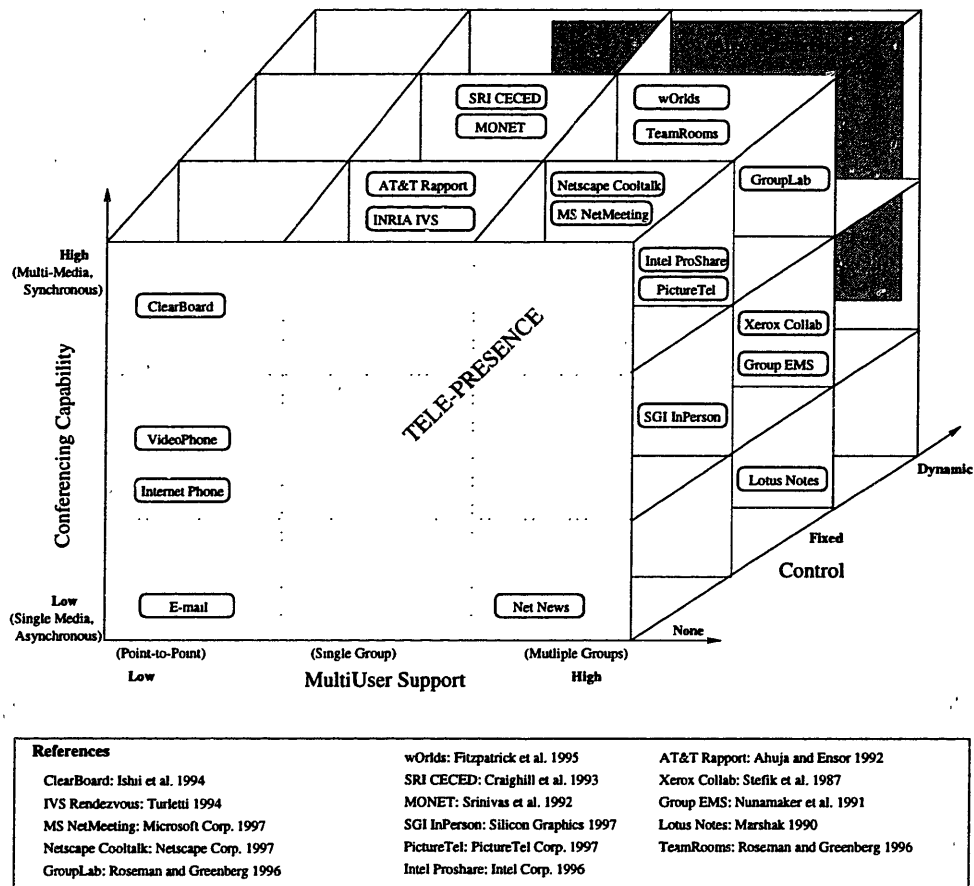 SRI CECED
wOrlds
MONET
TeamRooms
AT&T Rapport
Netscape Cooltalk
GroupLab
INRIA IVS
MS NetMeeting
High
(Multi-Media,
Synchronous)
Intel ProShare
PictureTel
ClearBoard
TELE-PRESENCE
Xerox Collab
Group EMS
Conferencing Capability
SGI InPerson
VideoPhone
Internet Phone
Lotus Notes
Dynamic
Fixed
Control
Low
(Single Media,
Asynchronous)
E-mail
Net News
None
(Point-to-Point)
(Single Group)
(Mutliple Groups)
Low
MultiUser Support
High
References
ClearBoard: Ishii et al. 1994
IVS Rendezvous: Turletti 1994
MS NetMeeting: Microsoft Corp. 1997
Netscape Cooltalk: Netscape Corp. 1997
GroupLab: Roseman and Greenberg 1996
wOrlds: Fitzpatrick et al. 1995
SRI CECED: Craighill et al. 1993
MONET: Srinivas et al. 1992
SGI InPerson: Silicon Graphics 1997
PictureTel: PictureTel Corp. 1997
Intel Proshare: Intel Corp. 1996
AT&T Rapport: Ahuja and Ensor 1992
Xerox Collab: Stefik et al. 1987
Group EMS: Nunamaker et al. 1991
Lotus Notes: Marshak 1990
TeamRooms: Roseman and Greenberg 1996